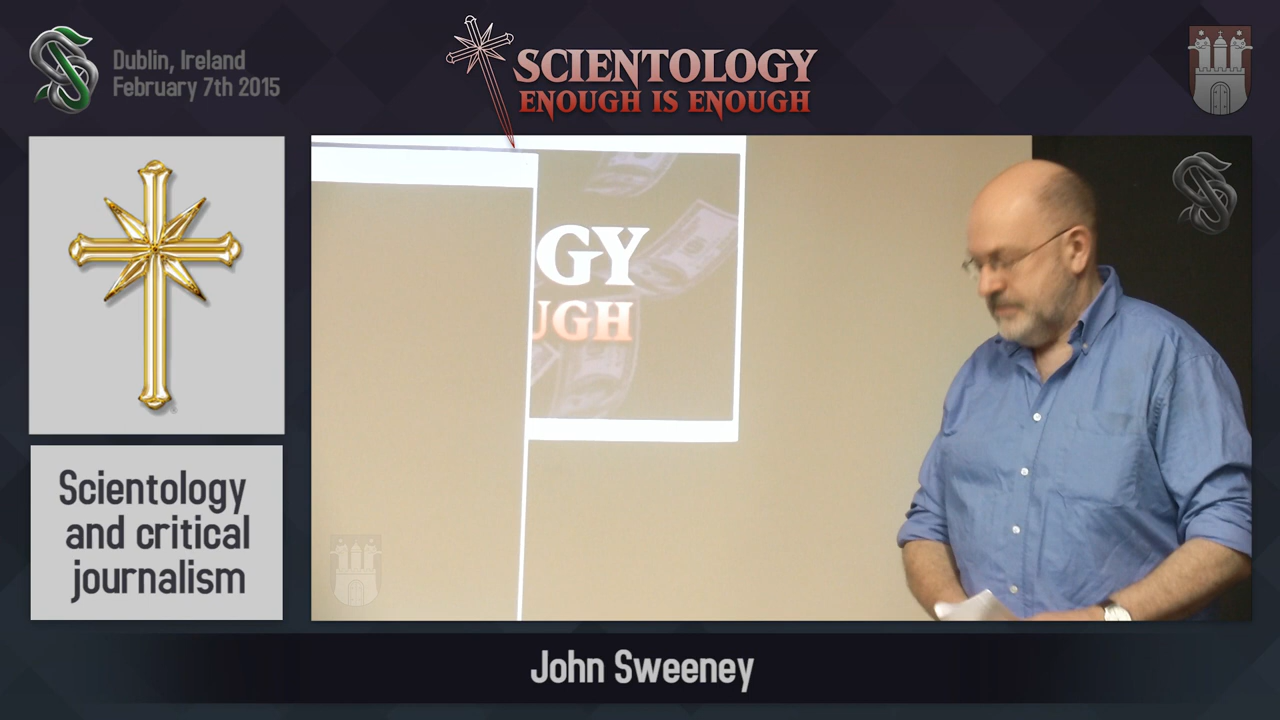 Dublin, Ireland
February 7th 2015
SCIENTOLOGY
ENOUGH IS ENOUGH
GY
UGH
Scientology
and critical
journalism
John Sweeney